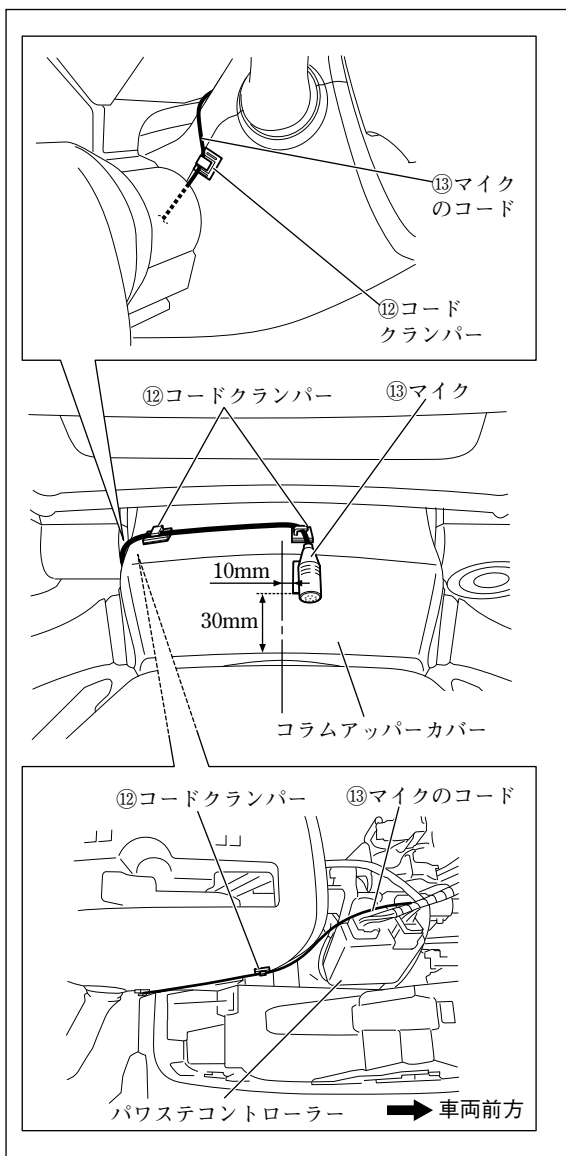 ⑬マイク
のコード
⑫コード
クランパー
⑫コードクランパー
⑬マイク
10mm
30mm
コラムアッパーカバー
⑫コードクランパー
⑬マイクのコード
パワステコントローラー
車両前方